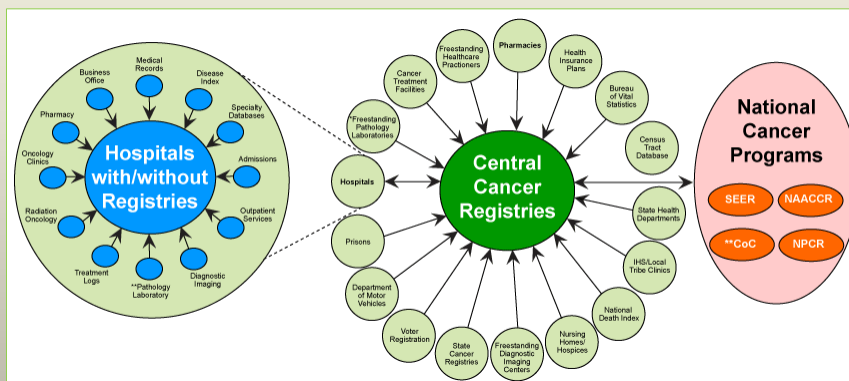 Medical
Records
Business
Office
Disease
Index
Pharmacy
Specialty
Databases
Oncology
Clinics
Admissions
Radiation
Oncology
Outpatient
Services
Treatment
Logs
**Pathology
Laboratory
Diagnostic
Imaging
Hospitals
with/without
Registries
Pharmacies
Freestanding
Healthcare
Practioners
Health
Insurance
Plans
Cancer
Treatment
Facilities
Bureau
of Vital
Statistics
*Freestanding
Pathology
Laboratories
Census
Tract
Database
Hospitals
Central
Cancer
Registries
State Health
Departments
Prisons
IHS/Local
Tribe Clinics
Department
of Motor
Vehicles
National
Death Index
Voter
Registration
State
Cancer
Registries
Freestanding
Diagnostic
Imaging
Centers
Nursing
Homes/
Hospices
National
Cancer
Programs
SEER
NAACCR
**CoC
NPCR